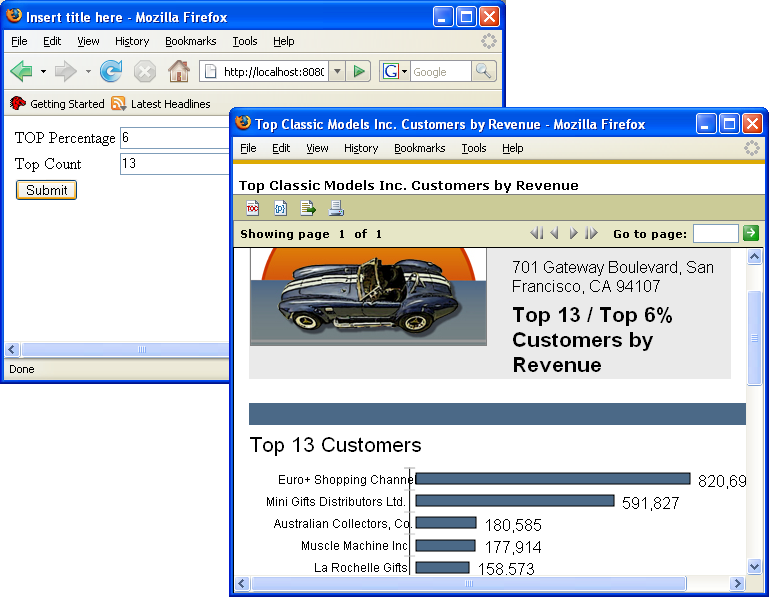 Insert title here - Mozilla Firefox
File Edit View History Bookmarks Tools Help
http://localhost:8080 G Google
Getting Started Latest Headlines
TOP Percentage 6
Top Count 13
Submit
Done
Top Classic Models Inc. Customers by Revenue - Mozilla Firefox
File Edit View History Bookmarks Tools Help
Top Classic Models Inc. Customers by Revenue
TOC
Showing page 1 of 1 Go to page:
701 Gateway Boulevard, San
Francisco, CA 94107
Top 13 / Top 6%
Customers by
Revenue
Top 13 Customers
Euro+ Shopping Channe 820,69
Mini Gifts Distributors Ltd. 591,827
Australian Collectors, Co. 180,585
Muscle Machine Inc 177,914
La Rochelle Gifts 158,573